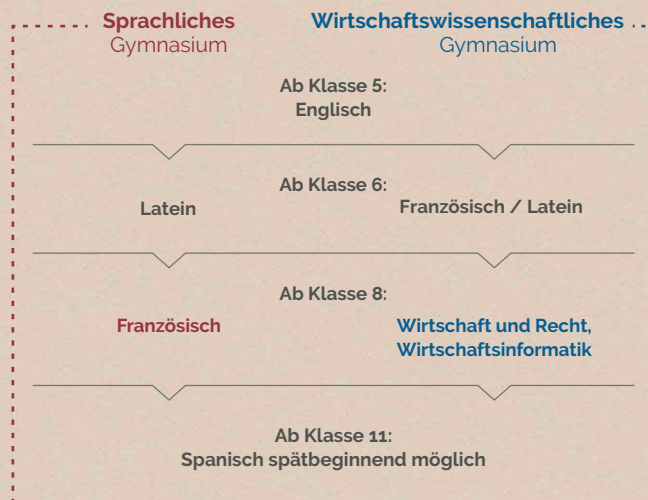 Sprachliches
Gymnasium
Wirtschaftswissenschaftliches
Gymnasium
Ab Klasse 5:
Englisch
Ab Klasse 6:
Latein
Französisch / Latein
Ab Klasse 8:
Französisch
Wirtschaft und Recht,
Wirtschaftsinformatik
Ab Klasse 11:
Spanisch spätbeginnend möglich